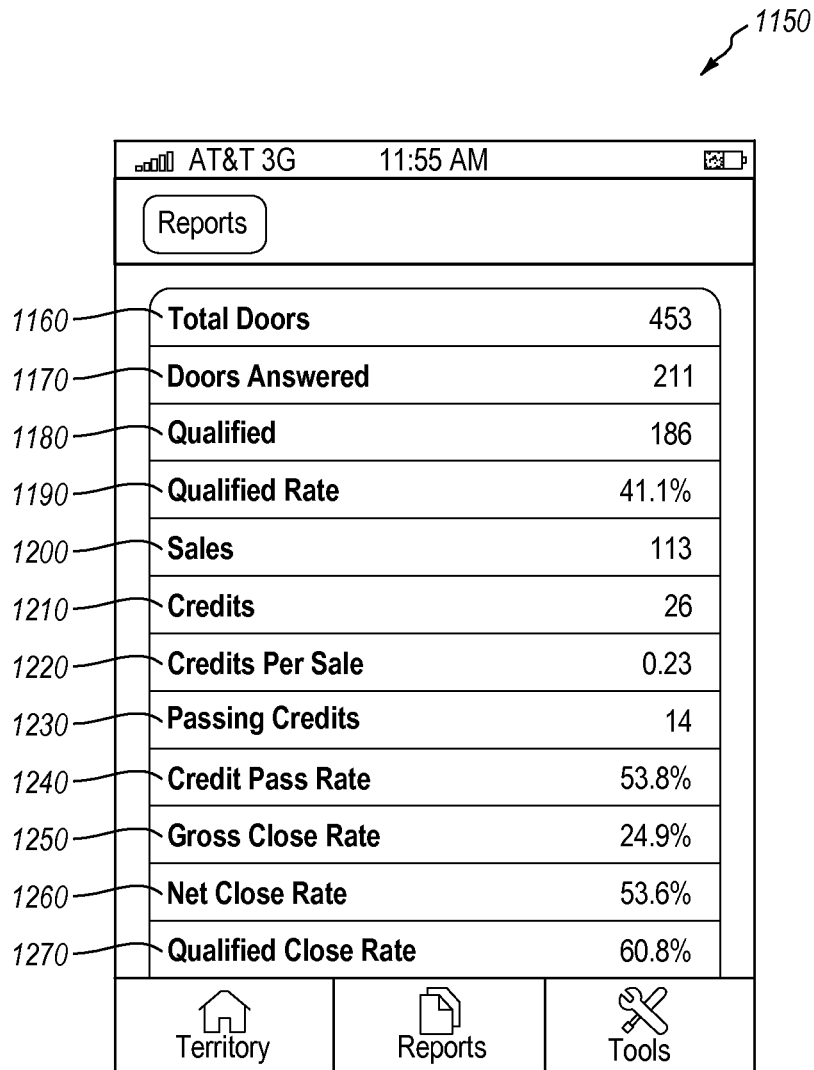 1150
AT&T 3G 11:55 AM
Reports
1160 Total Doors 453
1170 Doors Answered 211
1180 Qualified 186
1190 Qualified Rate 41.1%
1200 Sales 113
1210 Credits 26
1220 Credits Per Sale 0.23
1230 Passing Credits 14
1240 Credit Pass Rate 53.8%
1250 Gross Close Rate 24.9%
1260 Net Close Rate 53.6%
1270 Qualified Close Rate 60.8%
Territory Reports Tools